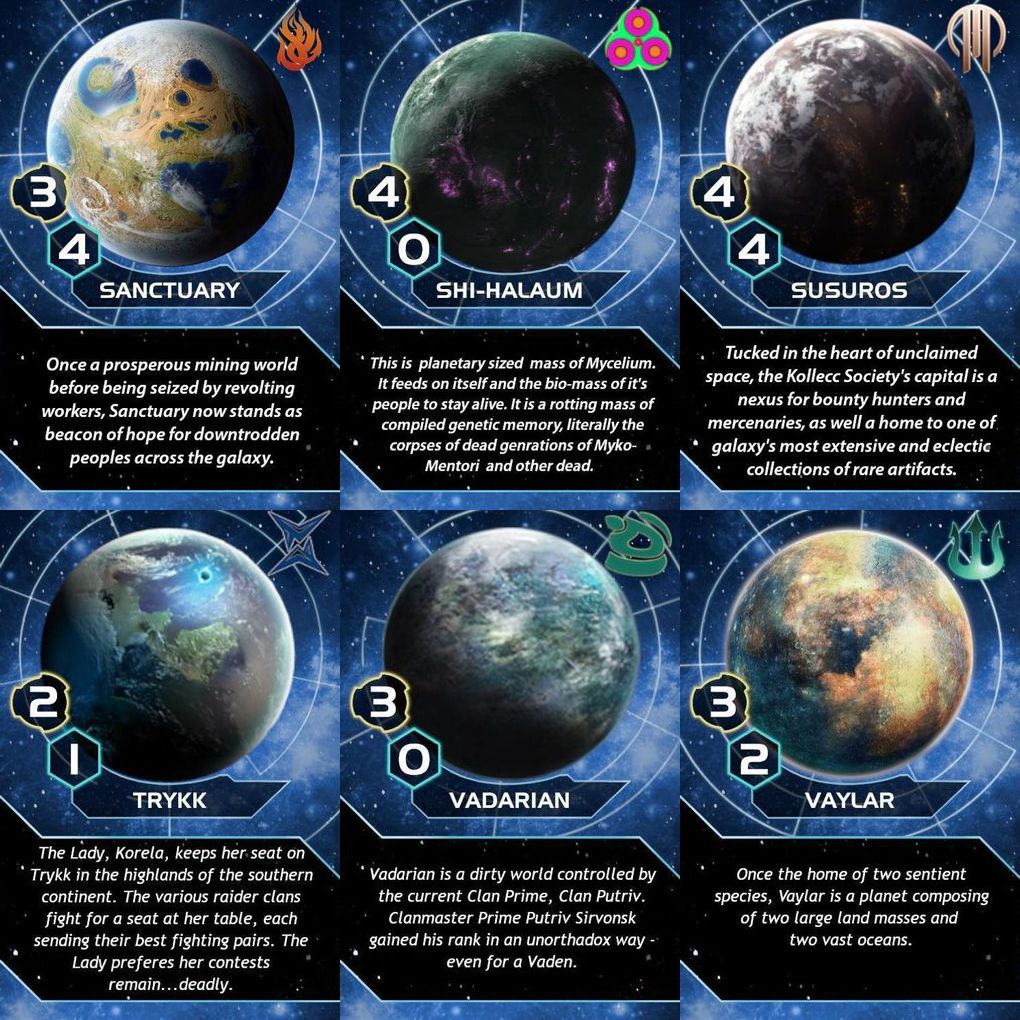 3
4
SANCTUARY
Once a prosperous mining world
before being seized by revolting
workers, Sanctuary now stands as
beacon of hope for downtrodden
peoples across the galaxy.
4
0
SHI-HALAUM
This is planetary sized mass of Mycelium.
It feeds on itself and the bio-mass of it's
people to stay alive. It is a rotting mass of
compiled genetic memory, literally the
corpses of dead genrations of Myko-
Mentori and other dead.
4
4
SUSUROS
Tucked in the heart of unclaimed
space, the Kollecc Society's capital is a
nexus for bounty hunters and
mercenaries, as well a home to one of
galaxy's most extensive and eclectic
collections of rare artifacts.
2
1
TRYKK
The Lady, Korela, keeps her seat on
Trykk in the highlands of the southern
continent. The various raider clans
fight for a seat at her table, each
sending their best fighting pairs. The
Lady preferes her contests
remain...deadly.
3
0
VADARIAN
Vadarian is a dirty world controlled by
the current Clan Prime, Clan Putriv.
Clanmaster Prime Putriv Sirvonsk
gained his rank in an unorthadox way -
even for a Vaden.
3
2
VAYLAR
Once the home of two sentient
species, Vaylar is a planet composing
of two large land masses and
two vast oceans.